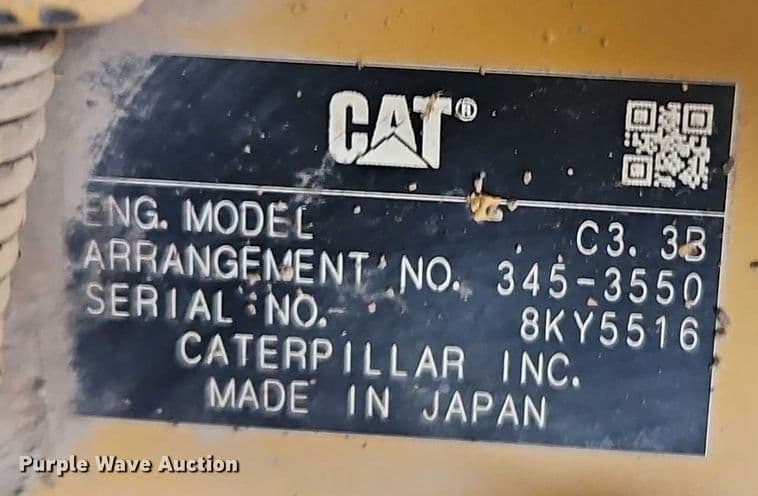 CAT®
ENG. MODEL C3.3B
ARRANGEMENT NO. 345-3550
SERIAL NO. 8KY5516
CATERPILLAR INC.
MADE IN JAPAN
Purple Wave Auction